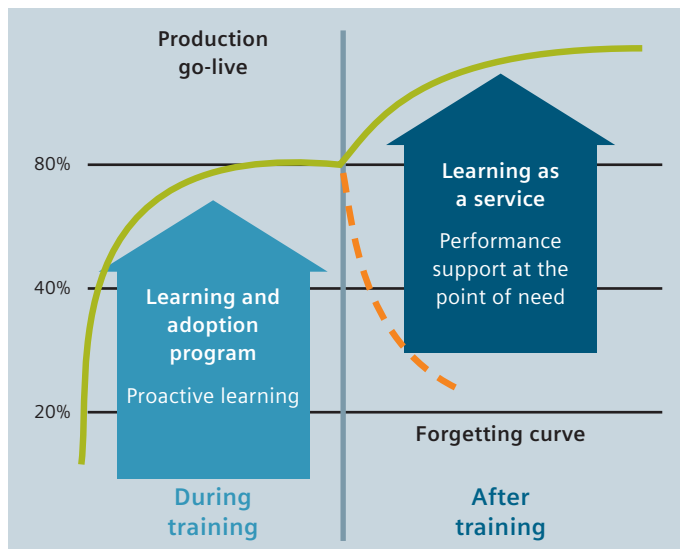 Production
go-live
80%
40%
20%
Learning and
adoption
program
Proactive learning
Learning as
a service
Performance
support at the
point of need
Forgetting curve
During
training
After
training